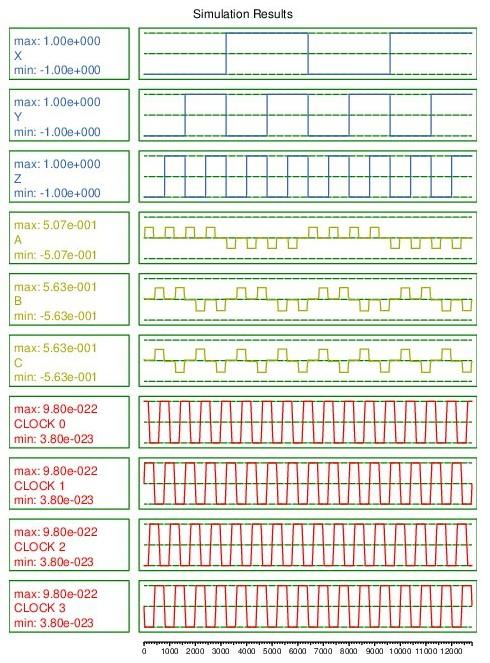 Simulation Results
max: 1.00e+000
X
min: -1.00e+000
max: 1.00e+000
Y
min: -1.00e+000
max: 1.00e+000
Z
min: -1.00e+000
max: 5.07e-001
A
min: -5.07e-001
max: 5.63e-001
B
min: -5.63e-001
max: 5.63e-001
C
min: -5.63e-001
max: 9.80e-022
CLOCK 0
min: 3.80e-023
max: 9.80e-022
CLOCK 1
min: 3.80e-023
max: 9.80e-022
CLOCK 2
min: 3.80e-023
max: 9.80e-022
CLOCK 3
min: 3.80e-023
0 1000 2000 3000 4000 5000 6000 7000 8000 9000 10000 11000 12000